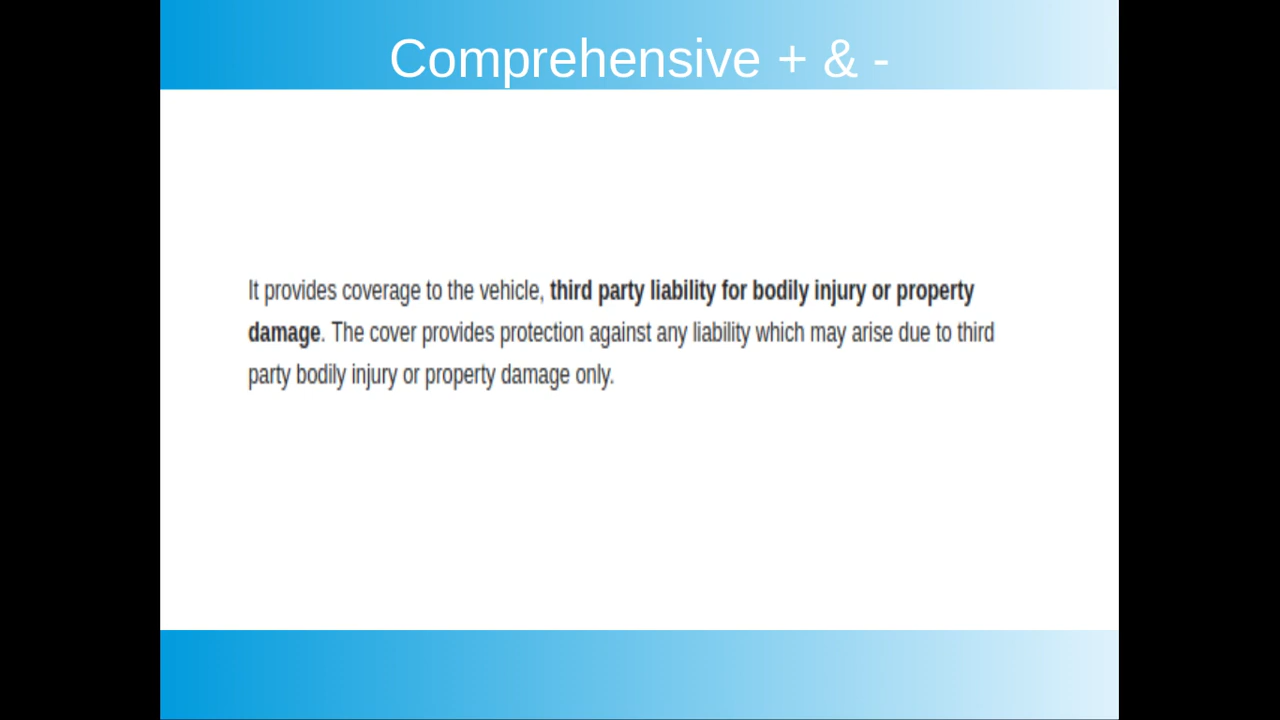 Comprehensive + & -
It provides coverage to the vehicle, third party liability for bodily injury or property
damage. The cover provides protection against any liability which may arise due to third
party bodily injury or property damage only.